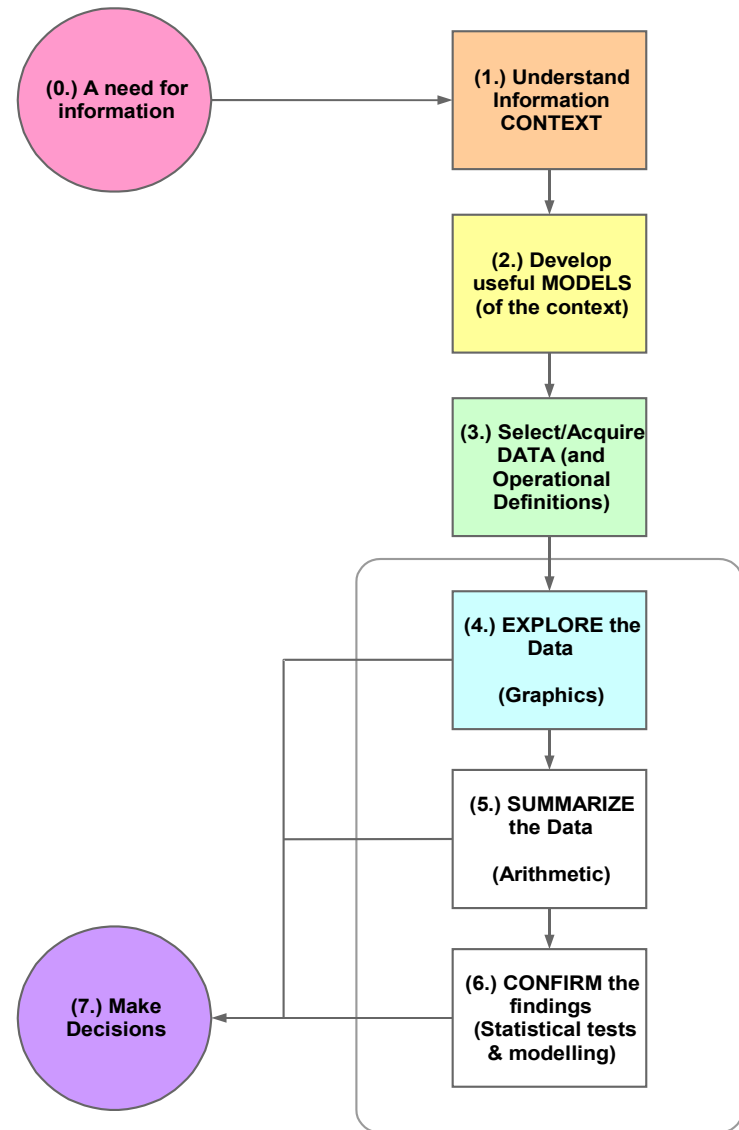 (0.) A need for
information
(1.) Understand
Information
CONTEXT
(2.) Develop
useful MODELS
(of the context)
(3.) Select/Acquire
DATA (and
Operational
Definitions)
(4.) EXPLORE the
Data
(Graphics)
(5.) SUMMARIZE
the Data
(Arithmetic)
(6.) CONFIRM the
findings
(Statistical tests
& modelling)
(7.) Make
Decisions